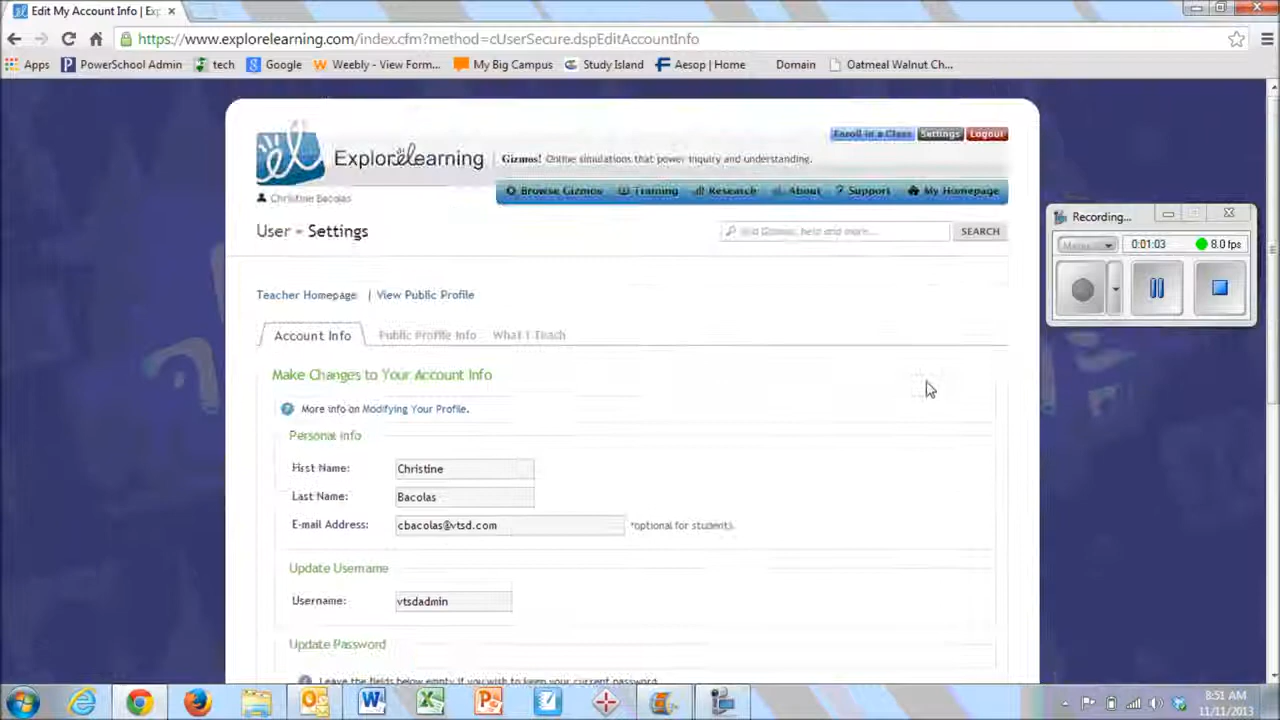 Edit My Account Info | Ex
https://www.explorelearning.com/index.cfm?method=cUserSecure.dspEditAccountInfo
Apps PowerSchool Admin tech Google Weebly - View Form... My Big Campus Study Island Aesop | Home Domain Oatmeal Walnut Ch...
Enroll in a Class Settings Logout
el ExploreLearning Gizmos! Online simulations that power inquiry and understanding.
Browse Gizmos Training Research About ? Support My Homepage
Christine Bacolas
User - Settings
Gizmos, help and more... SEARCH
Teacher Homepage | View Public Profile
Account Info Public Profile Info What I Teach
Make Changes to Your Account Info
More info on Modifying Your Profile.
Personal Info
First Name: Christine
Last Name: Bacolas
E-mail Address: cbacolas@vtsd.com *optional for students.
Update Username
Username: vtsdadmin
Update Password
Leave the fields below empty if you wish to keep your current password.
Recording...
0:01:03 8.0 fps
8:51 AM
11/11/2013